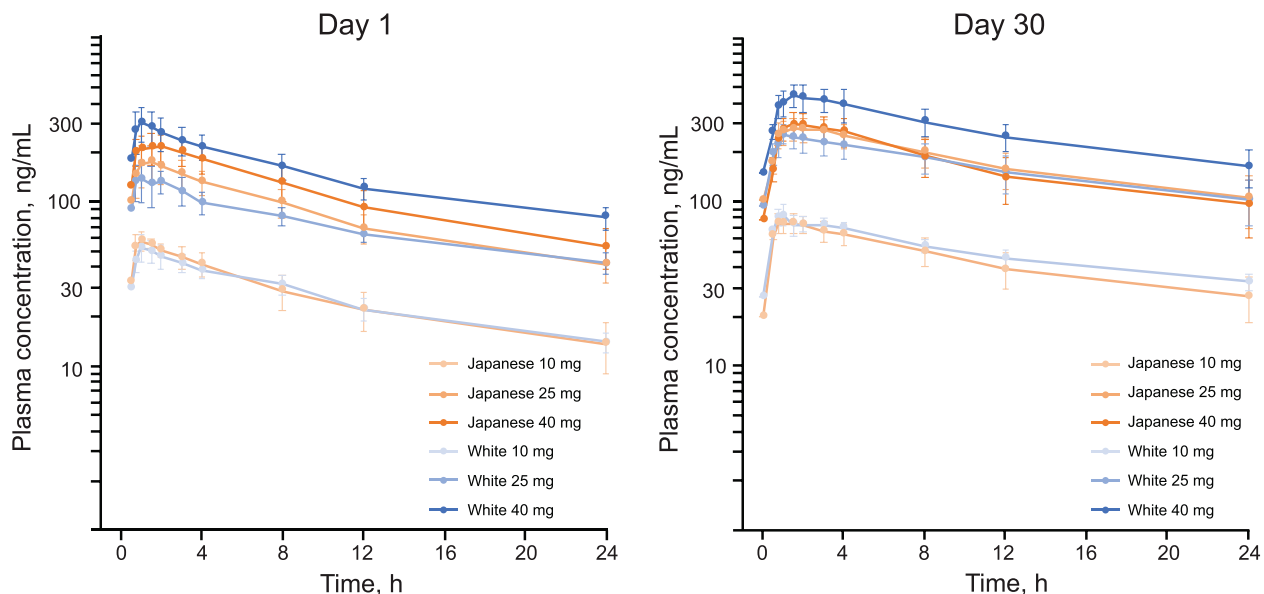 Day 1
Plasma concentration, ng/mL
300
100
30
10
Japanese 10 mg
Japanese 25 mg
Japanese 40 mg
White 10 mg
White 25 mg
White 40 mg
0 4 8 12 16 20 24
Time, h
Day 30
Plasma concentration, ng/mL
300
100
30
10
Japanese 10 mg
Japanese 25 mg
Japanese 40 mg
White 10 mg
White 25 mg
White 40 mg
0 4 8 12 16 20 24
Time, h